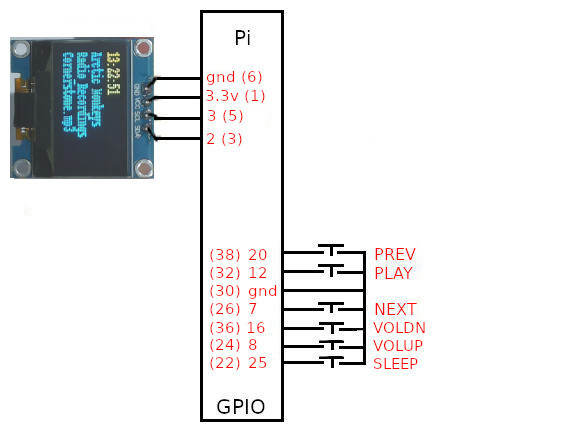 Pi
13:22:51
Arctic Monkeys
Radio Recordings
Cornerstone.mp3
GND VCC SCL SDA
gnd (6)
3.3v (1)
3 (5)
2 (3)
(38) 20 PREV
(32) 12 PLAY
(30) gnd
(26) 7 NEXT
(36) 16 VOLDN
(24) 8 VOLUP
(22) 25 SLEEP
GPIO